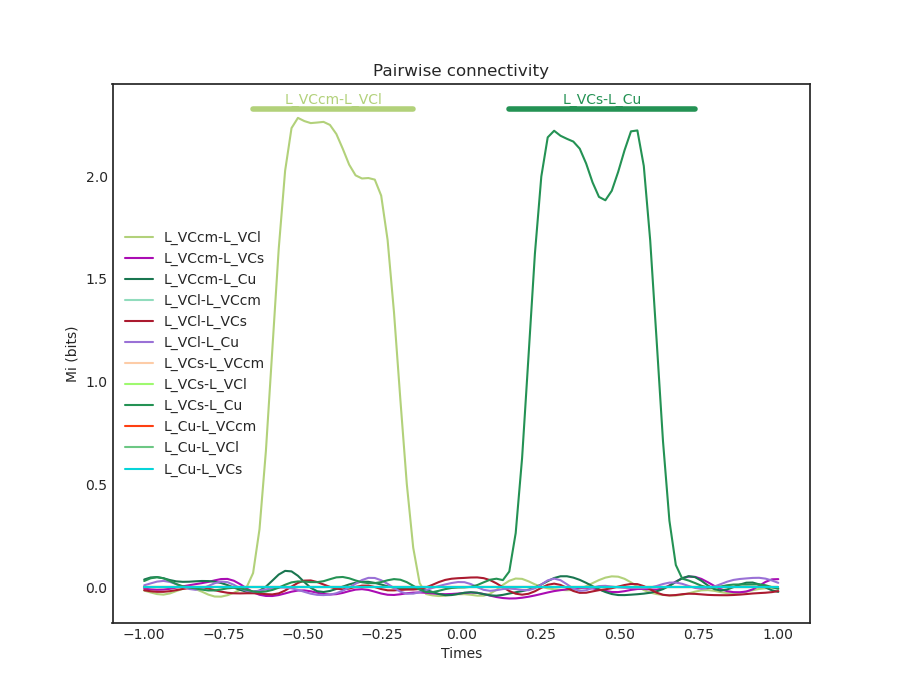 Pairwise connectivity
L_VCcm-L_VCl
L_VCs-L_Cu
Mi (bits)
2.0
1.5
1.0
0.5
0.0
L_VCcm-L_VCl
L_VCcm-L_VCs
L_VCcm-L_Cu
L_VCl-L_VCcm
L_VCl-L_VCs
L_VCl-L_Cu
L_VCs-L_VCcm
L_VCs-L_VCl
L_VCs-L_Cu
L_Cu-L_VCcm
L_Cu-L_VCl
L_Cu-L_VCs
−1.00 −0.75 −0.50 −0.25 0.00 0.25 0.50 0.75 1.00
Times